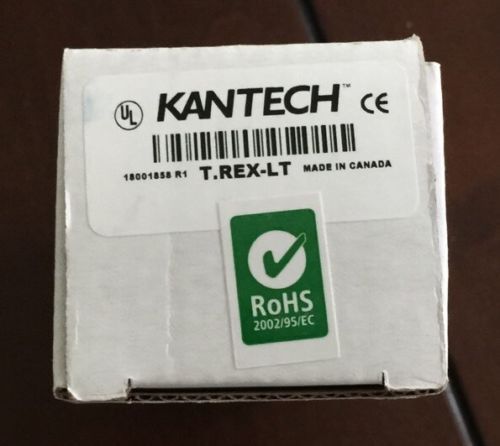 UL KANTECH™ CE
18001858 R1 T.REX-LT MADE IN CANADA
RoHS
2002/95/EC